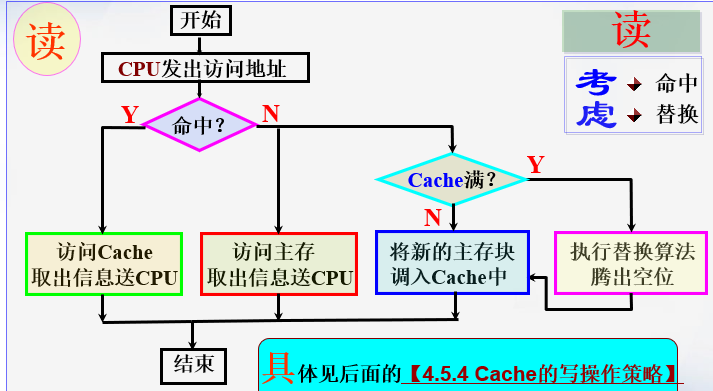 读
开始
读
CPU发出访问地址
考虑
命中
替换
命中？
Y
N
Cache满？
Y
N
访问Cache
取出信息送CPU
访问主存
取出信息送CPU
将新的主存块
调入Cache中
执行替换算法
腾出空位
结束
具体见后面的【4.5.4 Cache的写操作策略】